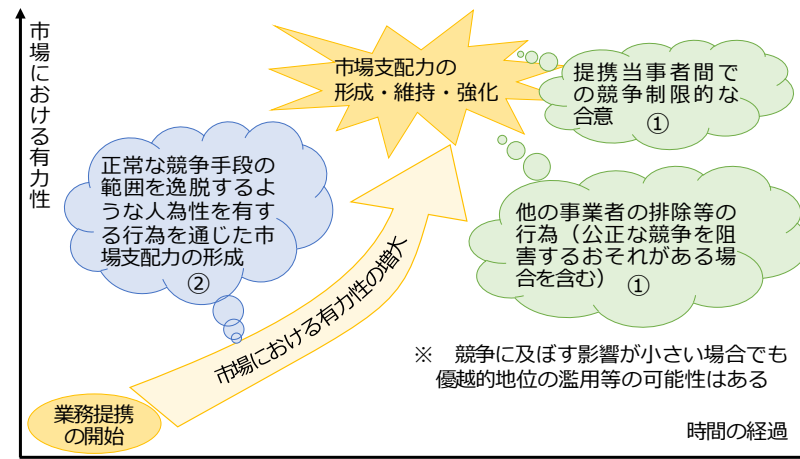 市場における有力性
市場支配力の
形成・維持・強化
提携当事者間で
の競争制限的な
合意　①
正常な競争手段の
範囲を逸脱するよ
うな人為性を有す
る行為を通じた市
場支配力の形成
②
他の事業者の排除等の
行為（公正な競争を阻
害するおそれがある場
合を含む）　①
市場における有力性の増大
※　競争に及ぼす影響が小さい場合でも
優越的地位の濫用等の可能性はある
業務提携
の開始
時間の経過